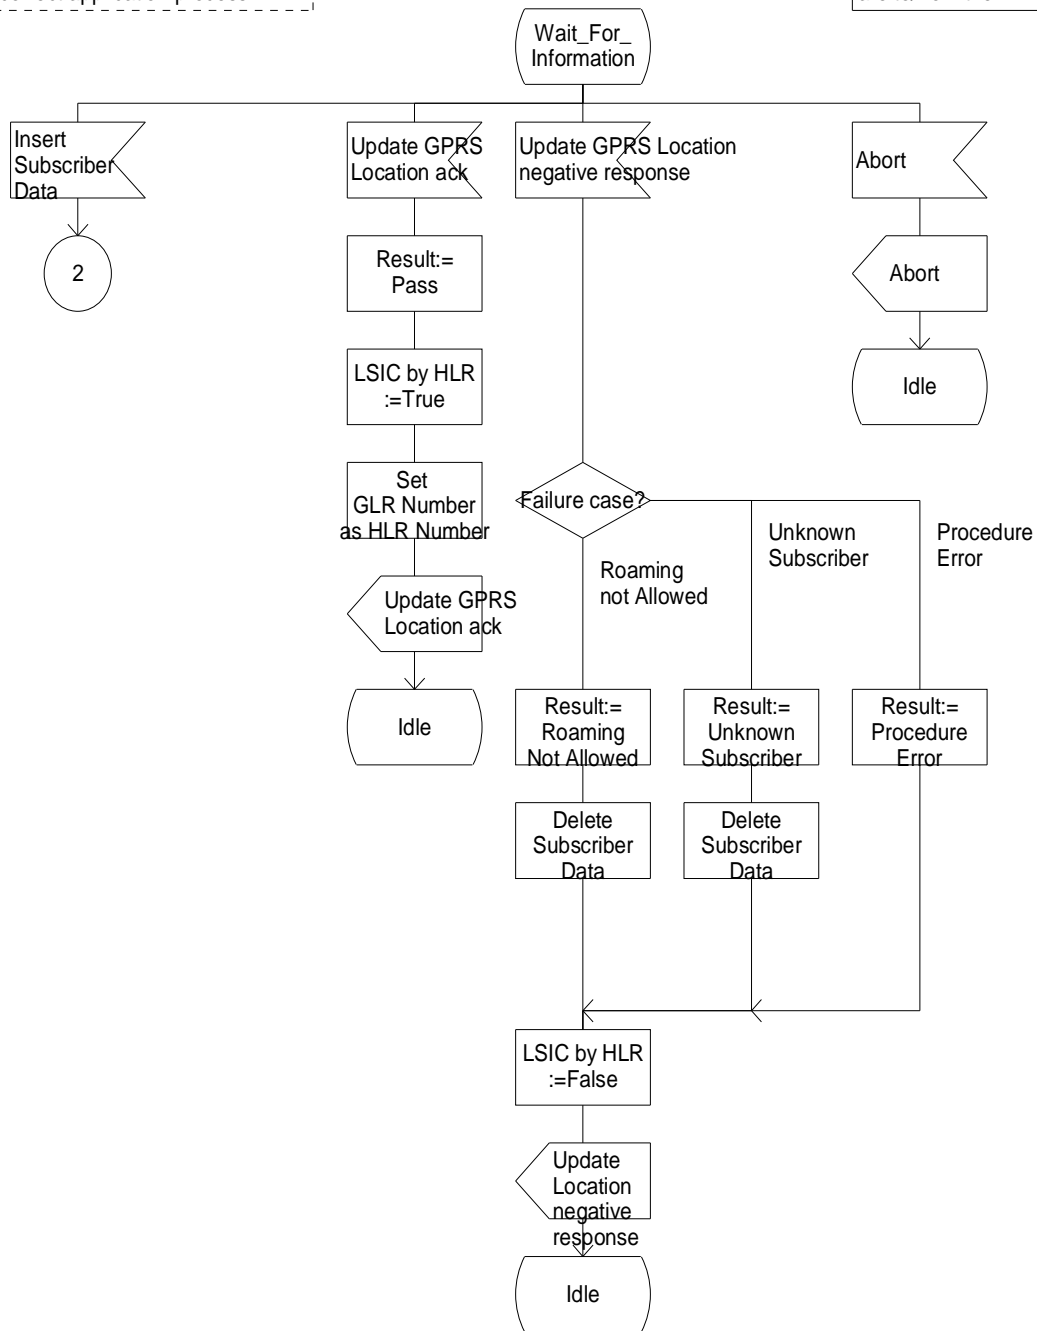 Wait_For_
Information
Insert
Subscriber
Data
Update GPRS
Location ack
Update GPRS Location
negative response
Abort
2
Result:=
Pass
Abort
LSIC by HLR
:=True
Idle
Set
GLR Number
as HLR Number
Failure case?
Unknown
Subscriber
Procedure
Error
Roaming
not Allowed
Update GPRS
Location ack
Idle
Result:=
Roaming
Not Allowed
Result:=
Unknown
Subscriber
Result:=
Procedure
Error
Delete
Subscriber
Data
Delete
Subscriber
Data
LSIC by HLR
:=False
Update
Location
negative
response
Idle